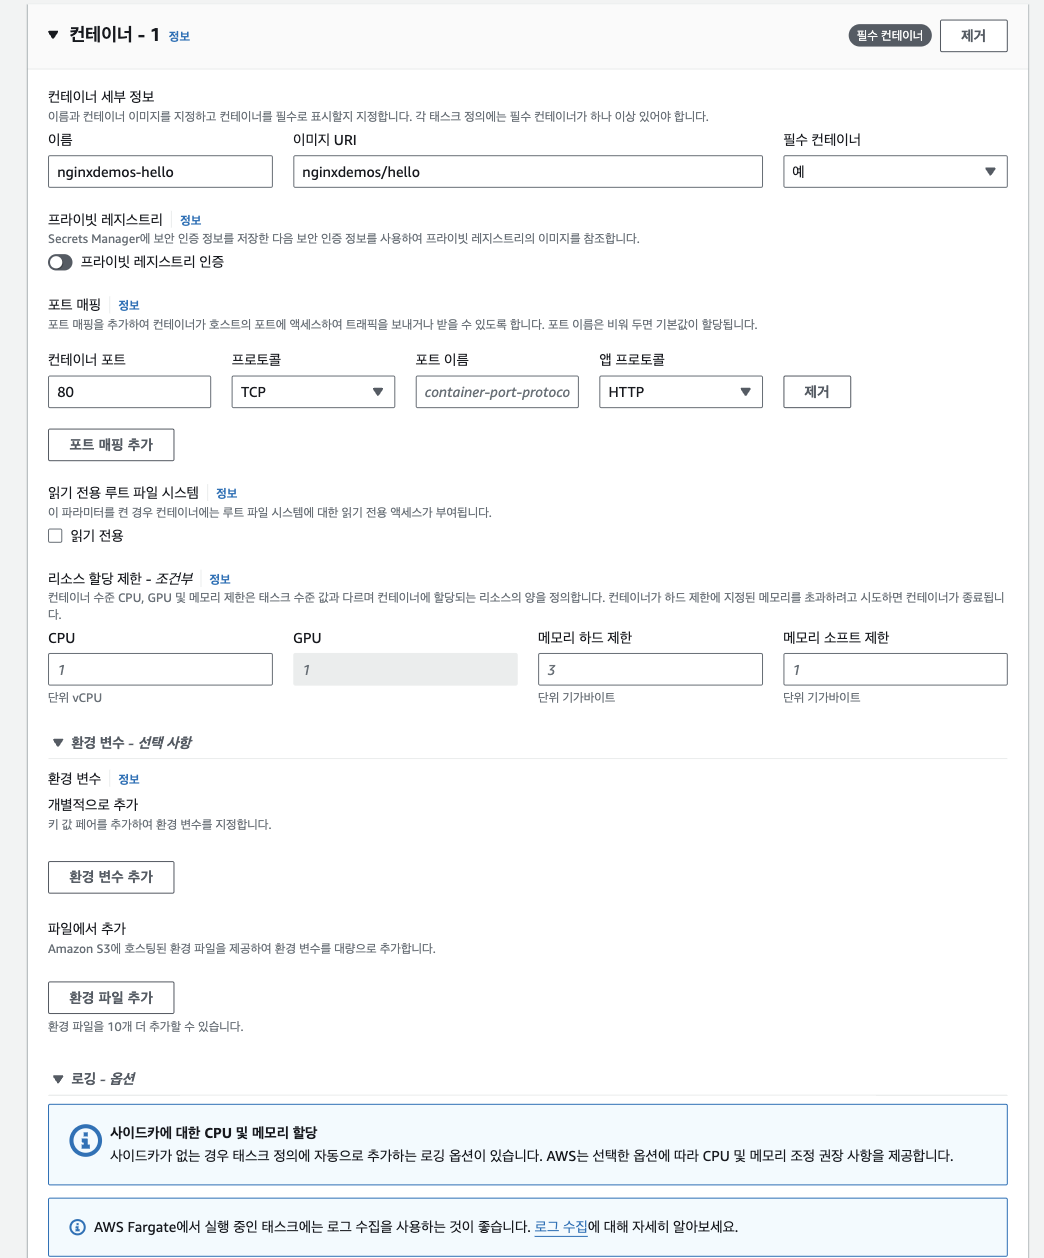 컨테이너 - 1 정보
필수 컨테이너
제거
컨테이너 세부 정보
이름과 컨테이너 이미지를 지정하고 컨테이너를 필수로 표시할지 지정합니다. 각 태스크 정의에는 필수 컨테이너가 하나 이상 있어야 합니다.
이름 이미지 URI 필수 컨테이너
nginxdemos-hello nginxdemos/hello 예
프라이빗 레지스트리 정보
Secrets Manager에 보안 인증 정보를 저장한 다음 보안 인증 정보를 사용하여 프라이빗 레지스트리의 이미지를 참조합니다.
프라이빗 레지스트리 인증
포트 매핑 정보
포트 매핑을 추가하여 컨테이너가 호스트의 포트에 액세스하여 트래픽을 보내거나 받을 수 있도록 합니다. 포트 이름은 비워 두면 기본값이 할당됩니다.
컨테이너 포트 프로토콜 포트 이름 앱 프로토콜
80 TCP container-port-protoco HTTP 제거
포트 매핑 추가
읽기 전용 루트 파일 시스템 정보
이 파라미터를 켠 경우 컨테이너에는 루트 파일 시스템에 대한 읽기 전용 액세스가 부여됩니다.
읽기 전용
리소스 할당 제한 - 조건부 정보
컨테이너 수준 CPU, GPU 및 메모리 제한은 태스크 수준 값과 다르며 컨테이너에 할당되는 리소스의 양을 정의합니다. 컨테이너가 하드 제한에 지정된 메모리를 초과하려고 시도하면 컨테이너가 종료됩니
다.
CPU GPU 메모리 하드 제한 메모리 소프트 제한
1 1 3 1
단위 vCPU 단위 기가바이트 단위 기가바이트
환경 변수 - 선택 사항
환경 변수 정보
개별적으로 추가
키 값 페어를 추가하여 환경 변수를 지정합니다.
환경 변수 추가
파일에서 추가
Amazon S3에 호스팅된 환경 파일을 제공하여 환경 변수를 대량으로 추가합니다.
환경 파일 추가
환경 파일을 10개 더 추가할 수 있습니다.
로깅 - 옵션
사이드카에 대한 CPU 및 메모리 할당
사이드카가 없는 경우 태스크 정의에 자동으로 추가하는 로깅 옵션이 있습니다. AWS는 선택한 옵션에 따라 CPU 및 메모리 조정 권장 사항을 제공합니다.
AWS Fargate에서 실행 중인 태스크에는 로그 수집을 사용하는 것이 좋습니다. 로그 수집에 대해 자세히 알아보세요.